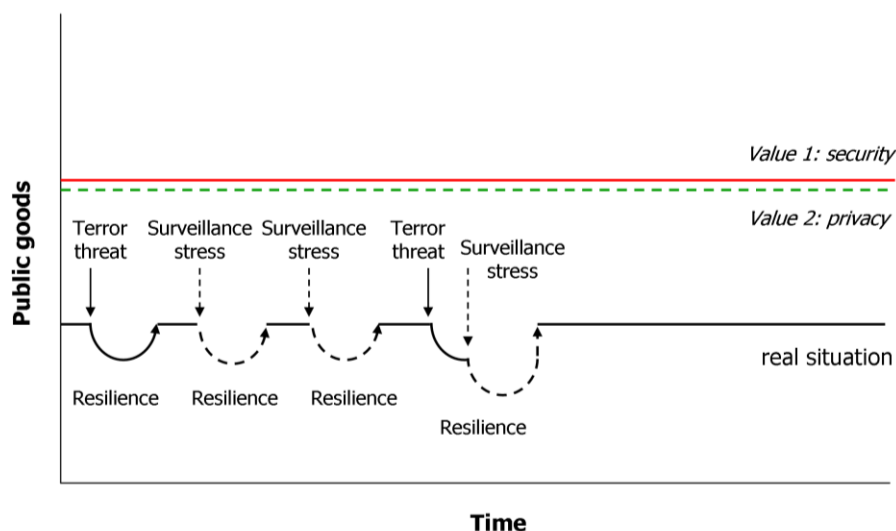 Value 1: security
Value 2: privacy
Public goods
Terror
threat
Surveillance
stress
Surveillance
stress
Terror
threat
Surveillance
stress
real situation
Resilience
Resilience
Resilience
Resilience
Time